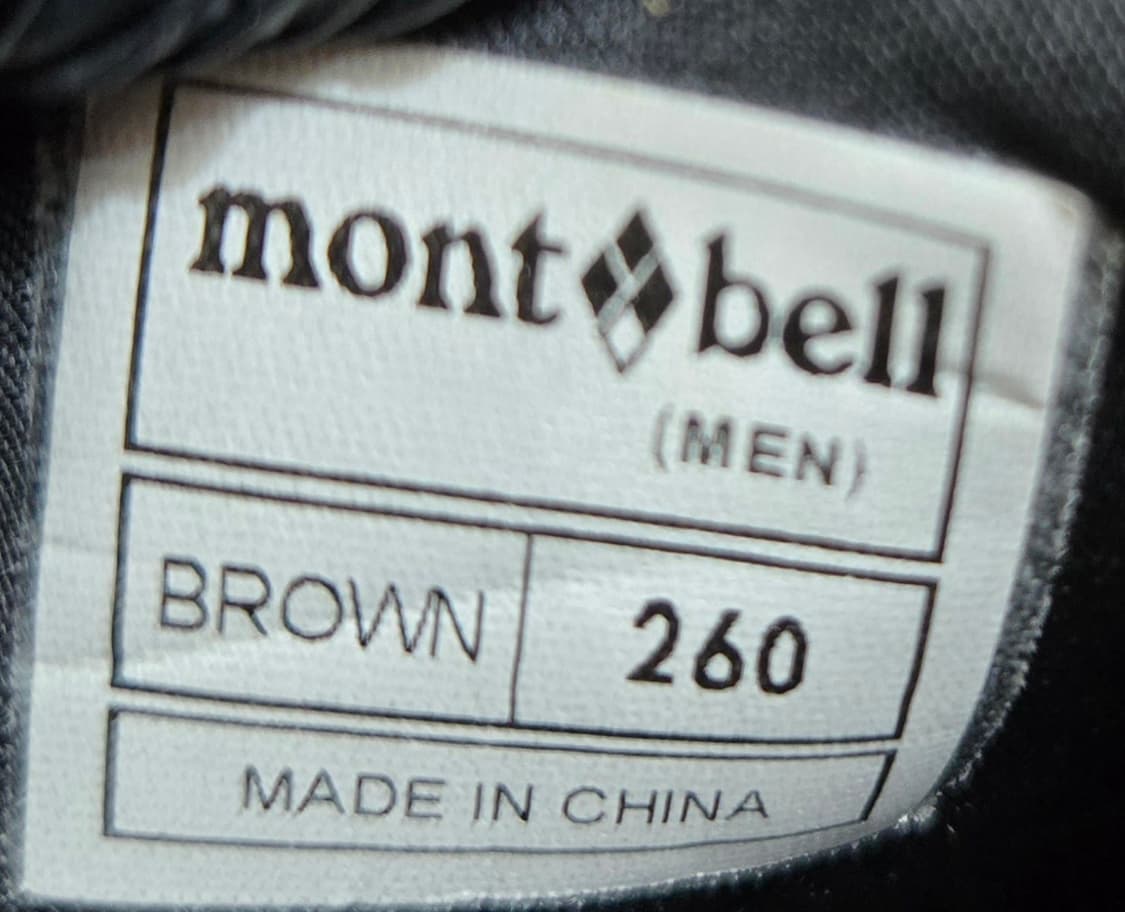 mont bell
(MEN)
BROWN 260
MADE IN CHINA